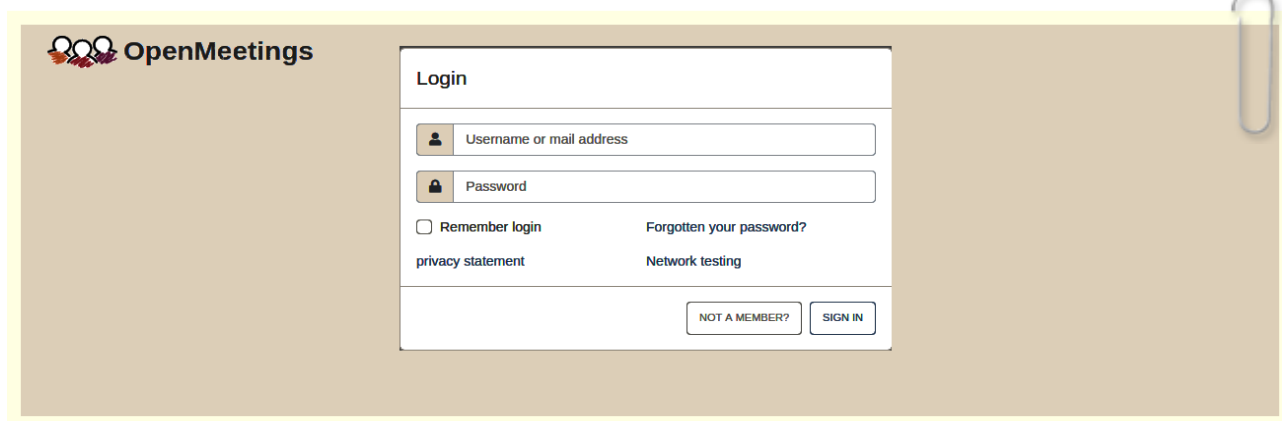 OpenMeetings
Login
Username or mail address
Password
Remember login
Forgotten your password?
privacy statement
Network testing
NOT A MEMBER?
SIGN IN